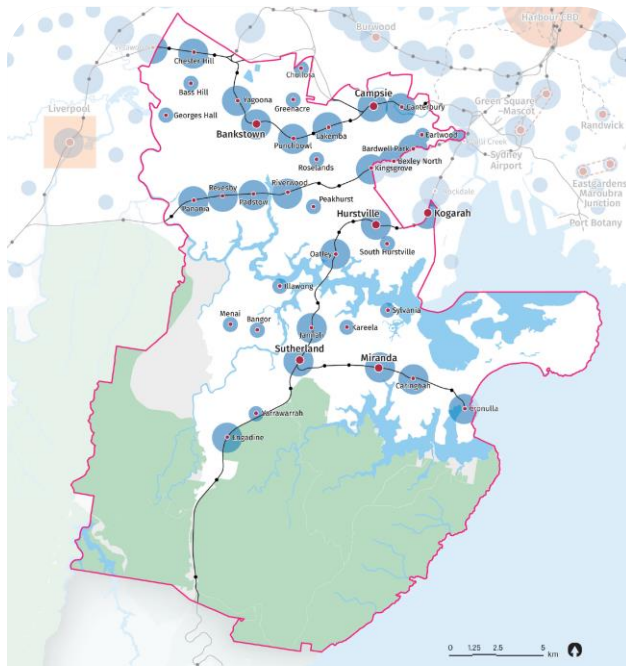 Harbour CBD
Burwood
Chester Hill
Bass Hill
Chullora
Liverpool
Georges Hall
Yagoona
Greenacre
Campsie
Canterbury
Green Square-
Mascot
Randwick
Bankstown
Punchbowl
Lakemba
Earlwood
Bardwell Park
Bexley North
Sydney
Airport
Roselands
Kingsgrove
Eastgardens
Maroubra
Junction
Port Botany
Panania
Revesby
Padstow
Riverwood
Peakhurst
Hurstville
Kogarah
South Hurstville
Oatley
Illawong
Menai
Bangor
Sylvania
Kareela
Jannali
Sutherland
Miranda
Caringbah
Cronulla
Yarrawarrah
Engadine
0 1.25 2.5 5
km